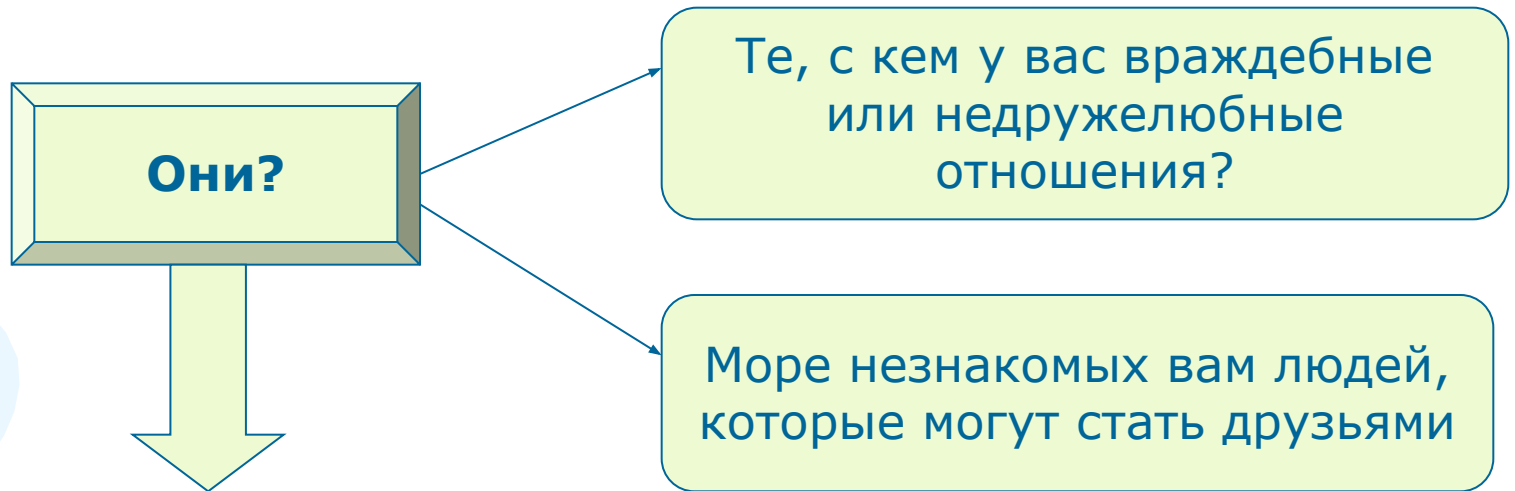 Они?
Те, с кем у вас враждебные
или недружелюбные
отношения?
Море незнакомых вам людей,
которые могут стать друзьями